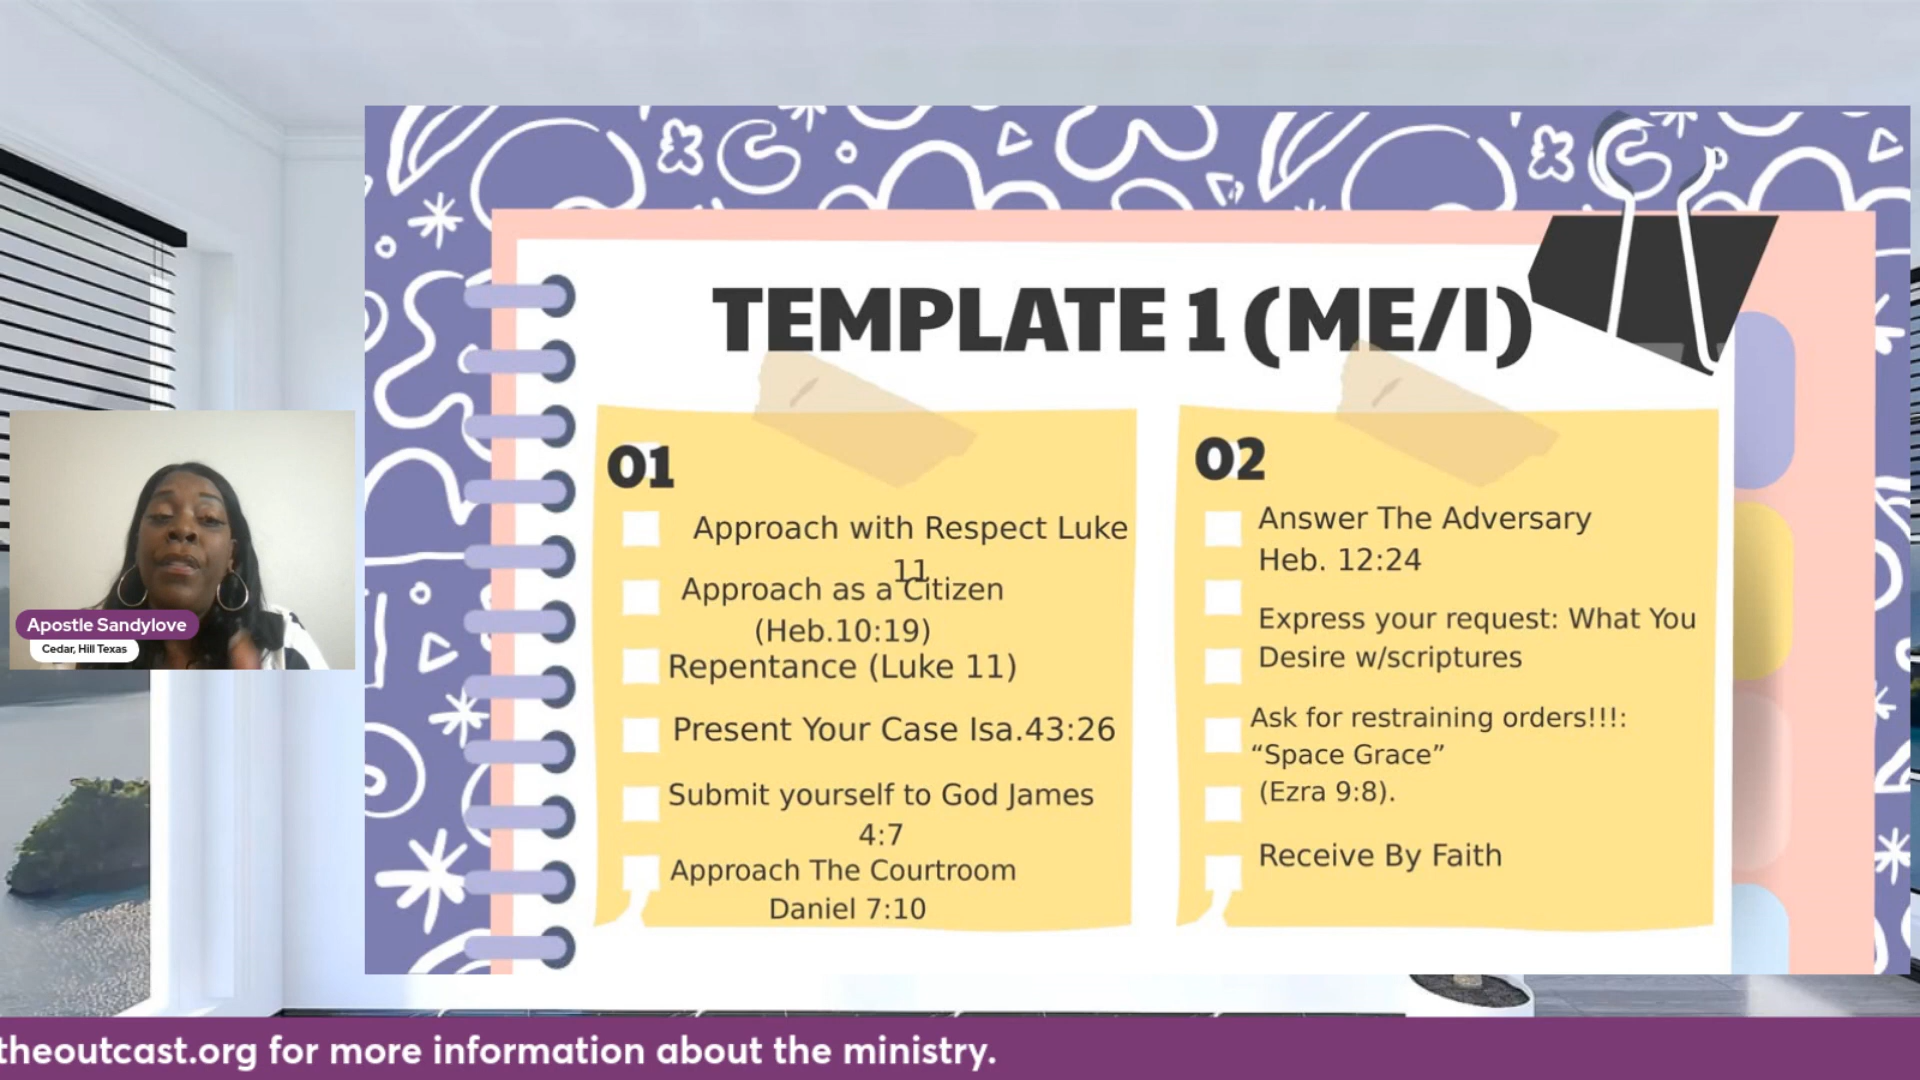 TEMPLATE 1 (ME/I)
01
Approach with Respect Luke
11
Approach as a Citizen
(Heb.10:19)
Repentance (Luke 11)
Present Your Case Isa.43:26
Submit yourself to God James
4:7
Approach The Courtroom
Daniel 7:10
02
Answer The Adversary
Heb. 12:24
Express your request: What You
Desire w/scriptures
Ask for restraining orders!!!:
“Space Grace”
(Ezra 9:8).
Receive By Faith
Apostle Sandylove
Cedar, Hill Texas
theoutcast.org for more information about the ministry.